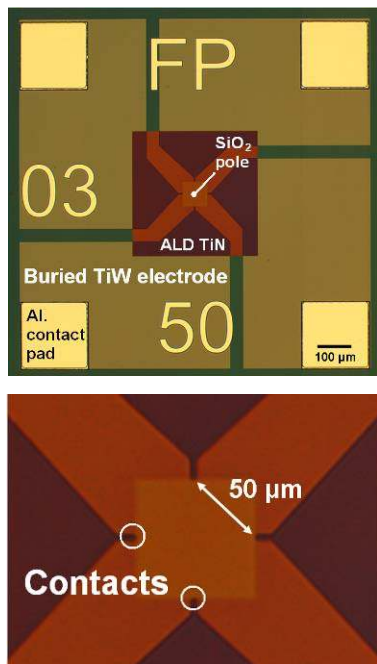 FP
SiO₂
pole
03
ALD TiN
Buried TiW electrode
Al.
contact
pad
50
100 µm
50 µm
Contacts